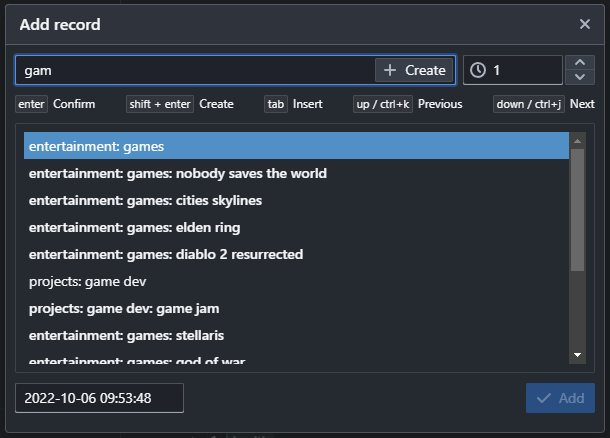 Add record
gam
Create
1
enter Confirm shift + enter Create tab Insert up / ctrl+k Previous down / ctrl+j Next
entertainment: games
entertainment: games: nobody saves the world
entertainment: games: cities skylines
entertainment: games: elden ring
entertainment: games: diablo 2 resurrected
projects: game dev
projects: game dev: game jam
entertainment: games: stellaris
entertainment: games: god of war
2022-10-06 09:53:48
Add